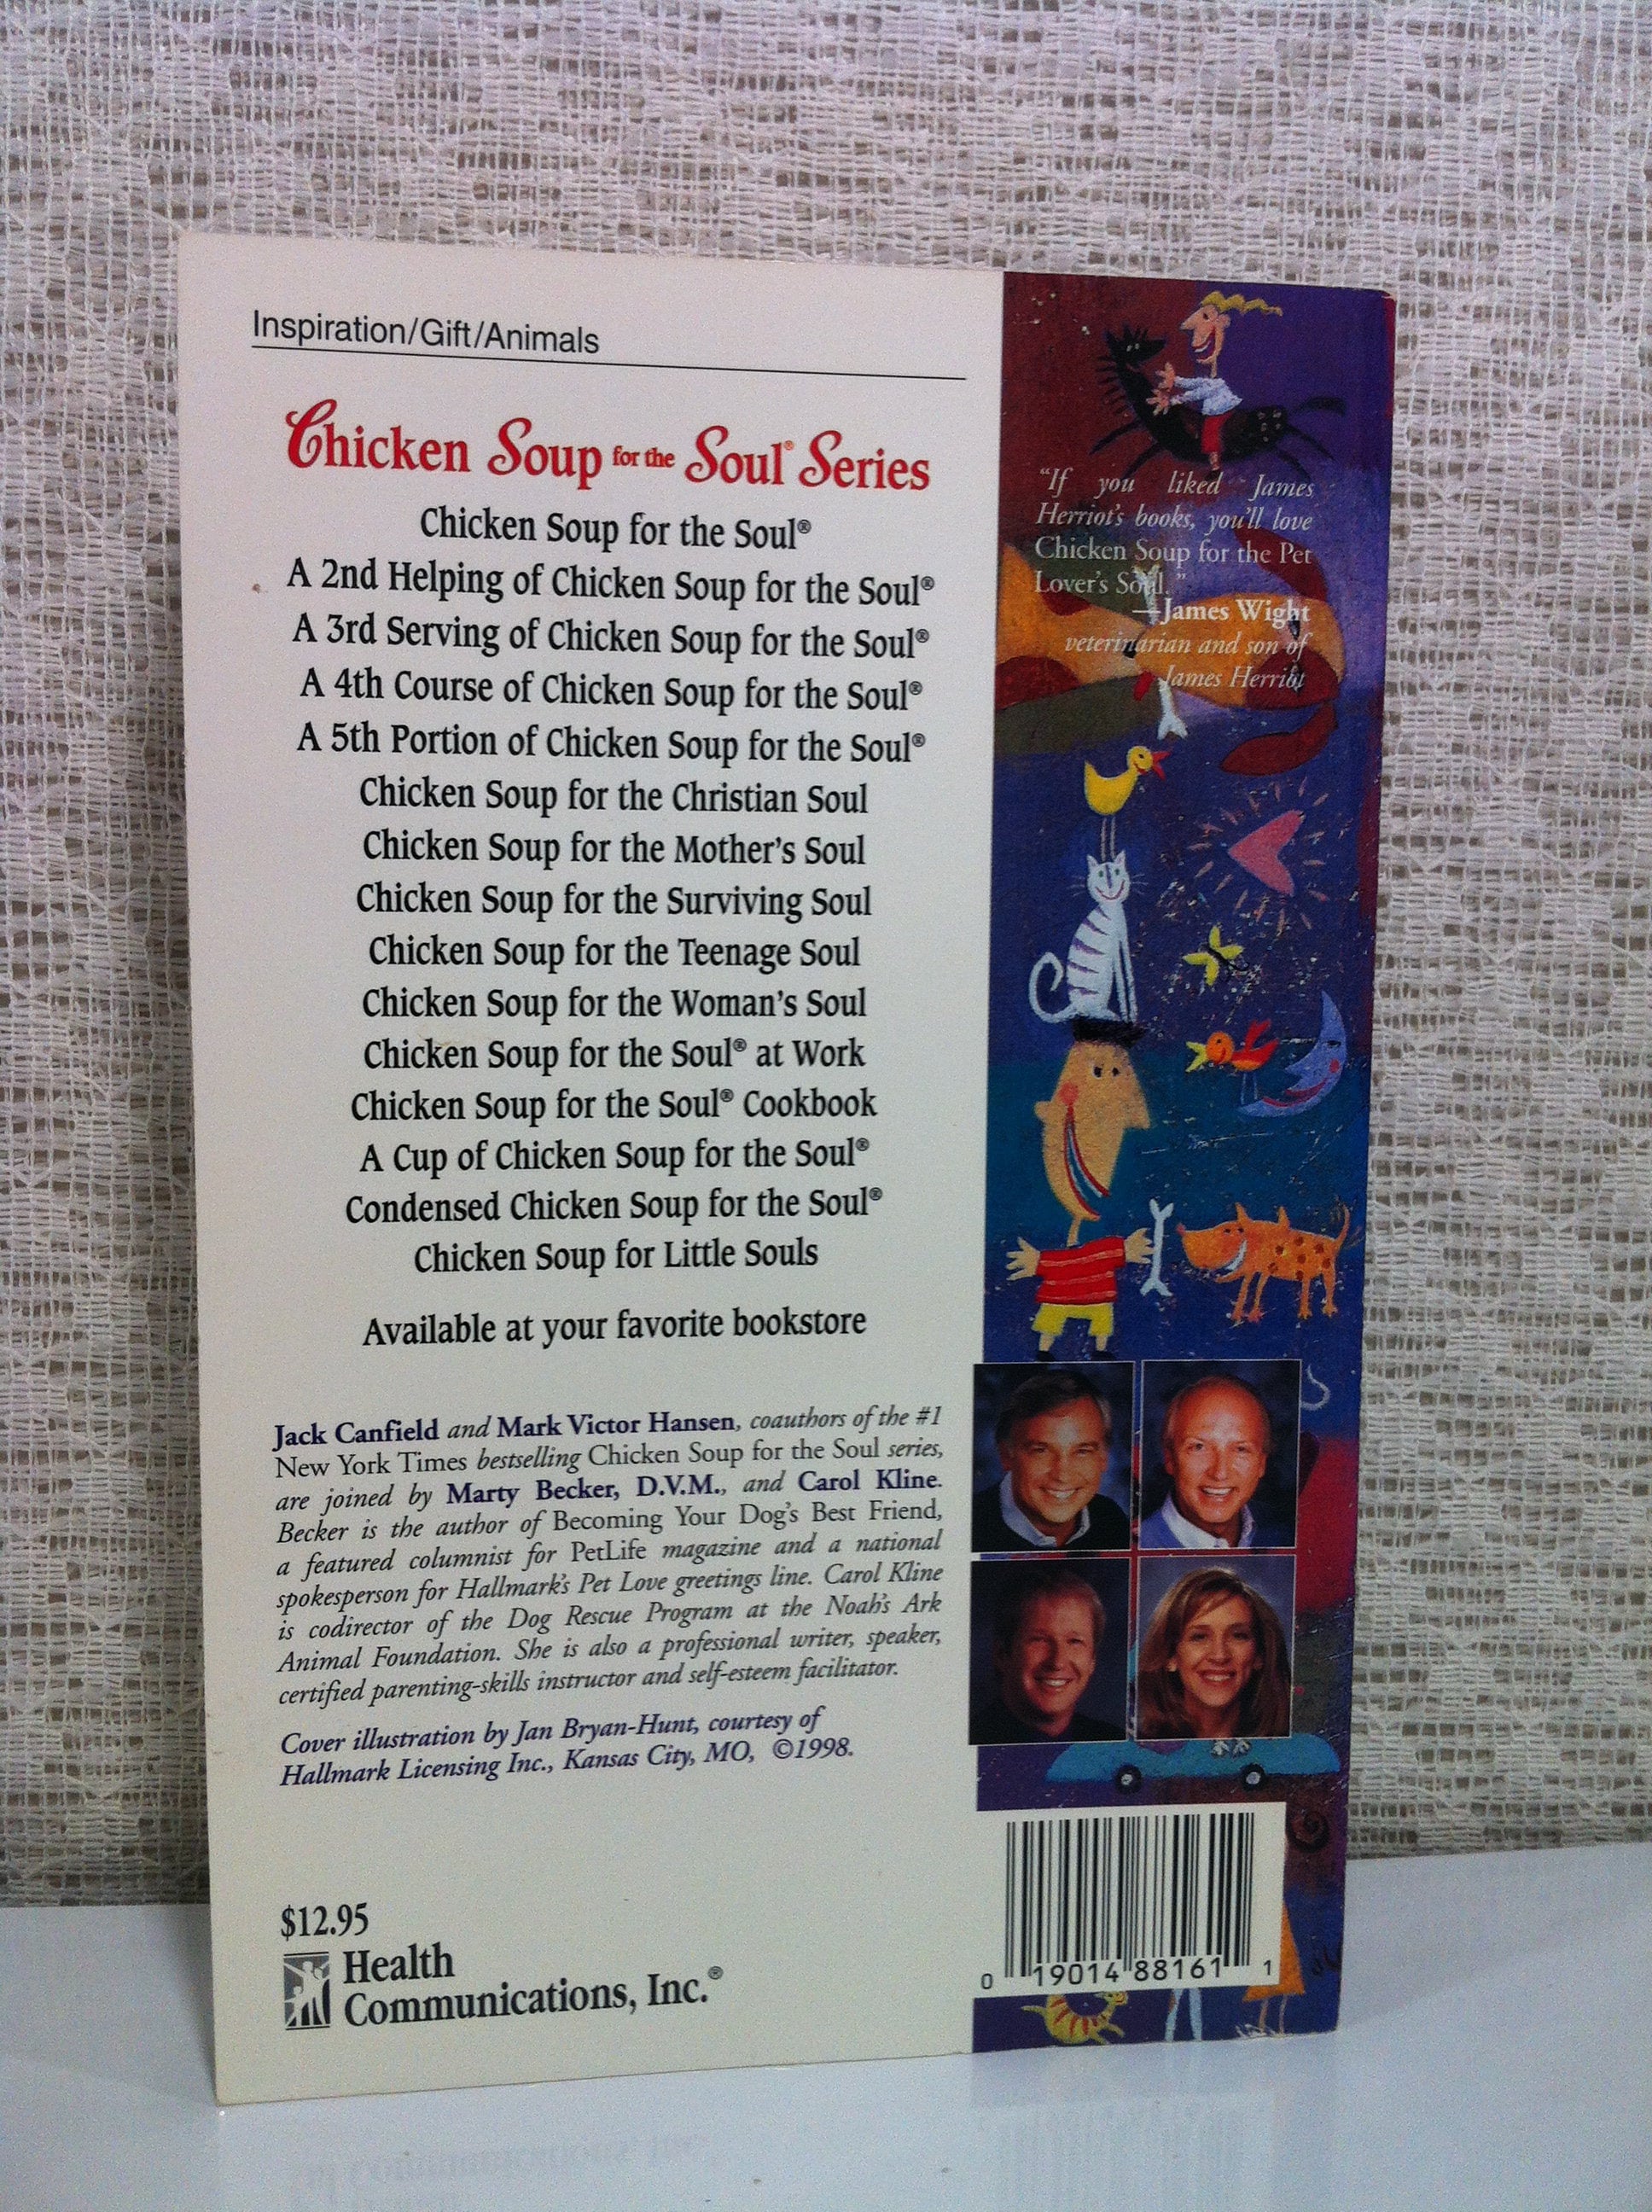 Inspiration/Gift/Animals
Chicken Soup for the Soul® Series
Chicken Soup for the Soul®
A 2nd Helping of Chicken Soup for the Soul®
A 3rd Serving of Chicken Soup for the Soul®
A 4th Course of Chicken Soup for the Soul®
A 5th Portion of Chicken Soup for the Soul®
Chicken Soup for the Christian Soul
Chicken Soup for the Mother's Soul
Chicken Soup for the Surviving Soul
Chicken Soup for the Teenage Soul
Chicken Soup for the Woman's Soul
Chicken Soup for the Soul® at Work
Chicken Soup for the Soul® Cookbook
A Cup of Chicken Soup for the Soul®
Condensed Chicken Soup for the Soul®
Chicken Soup for Little Souls
Available at your favorite bookstore
Jack Canfield and Mark Victor Hansen, coauthors of the #1
New York Times bestselling Chicken Soup for the Soul series,
are joined by Marty Becker, D.V.M., and Carol Kline.
Becker is the author of Becoming Your Dog's Best Friend,
a featured columnist for PetLife magazine and a national
spokesperson for Hallmark's Pet Love greetings line. Carol Kline
is codirector of the Dog Rescue Program at the Noah's Ark
Animal Foundation. She is also a professional writer, speaker,
certified parenting-skills instructor and self-esteem facilitator.
Cover illustration by Jan Bryan-Hunt, courtesy of
Hallmark Licensing Inc., Kansas City, MO, ©1998.
$12.95
Health
Communications, Inc.®
"If you liked James
Herriot's books, you'll love
Chicken Soup for the Pet
Lover's Soul."
—James Wight
veterinarian and son of
James Herriot
0 19014 88161 1